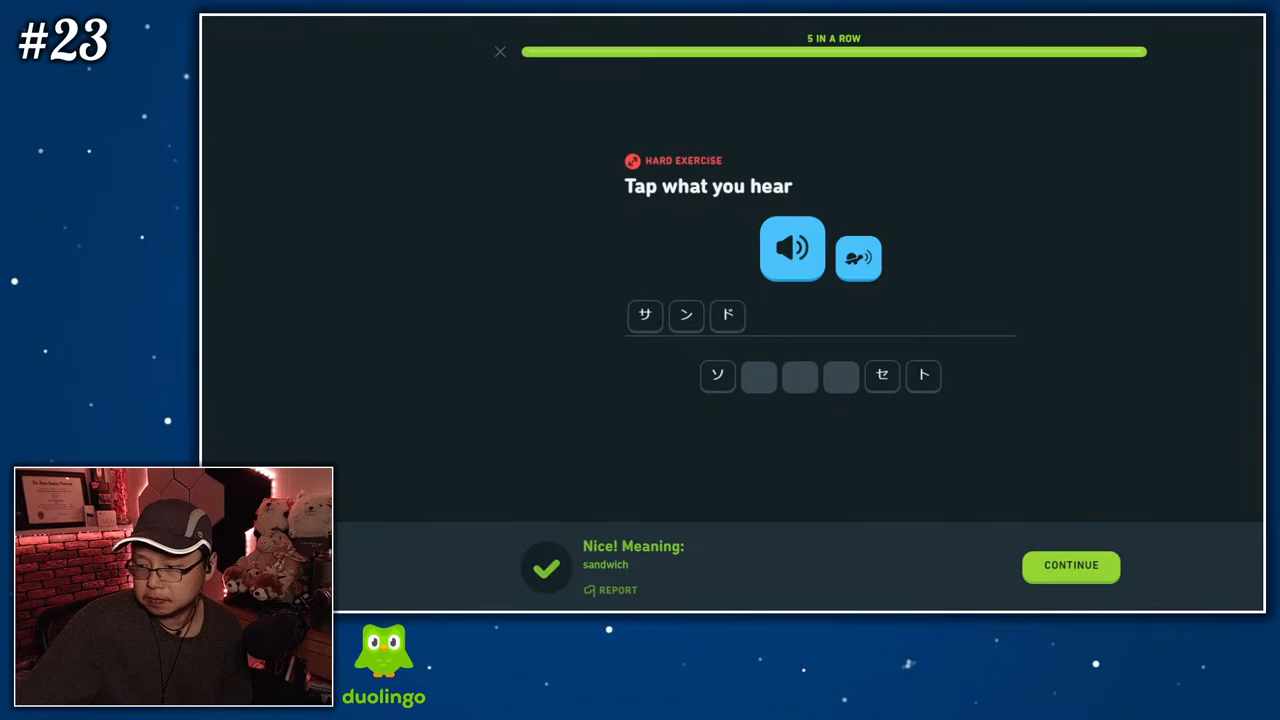 #23
5 IN A ROW
HARD EXERCISE
Tap what you hear
サ ン ド
ソ セ ト
Nice! Meaning:
sandwich
REPORT
CONTINUE
duolingo